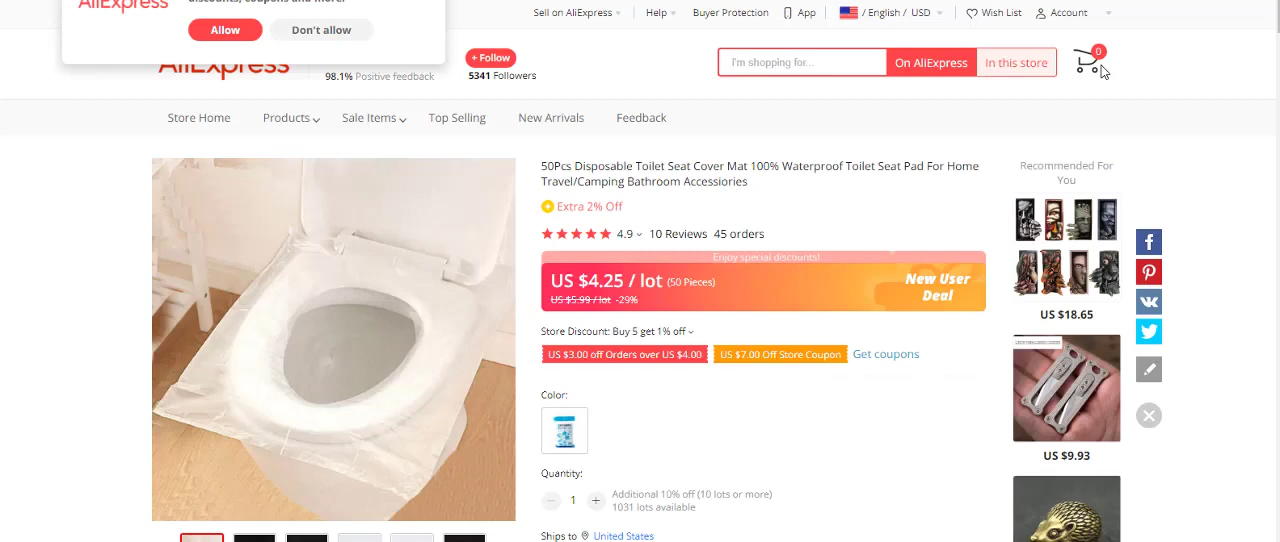 AliExpress
discounts, coupons and more.
Allow Don't allow
Sell on AliExpress Help Buyer Protection App / English / USD Wish List Account
AliExpress
98.1% Positive feedback
+ Follow
5341 Followers
I'm shopping for...
On AliExpress
In this store
0
Store Home Products Sale Items Top Selling New Arrivals Feedback
50Pcs Disposable Toilet Seat Cover Mat 100% Waterproof Toilet Seat Pad For Home
Travel/Camping Bathroom Accessiories
Extra 2% Off
4.9 10 Reviews 45 orders
Enjoy special discounts!
US $4.25 / lot (50 Pieces)
US $5.99 / lot -29%
New User
Deal
Store Discount: Buy 5 get 1% off
US $3.00 off Orders over US $4.00 US $7.00 Off Store Coupon Get coupons
Color:
Quantity:
1
Additional 10% off (10 lots or more)
1031 lots available
Ships to United States
Recommended For
You
US $18.65
US $9.93